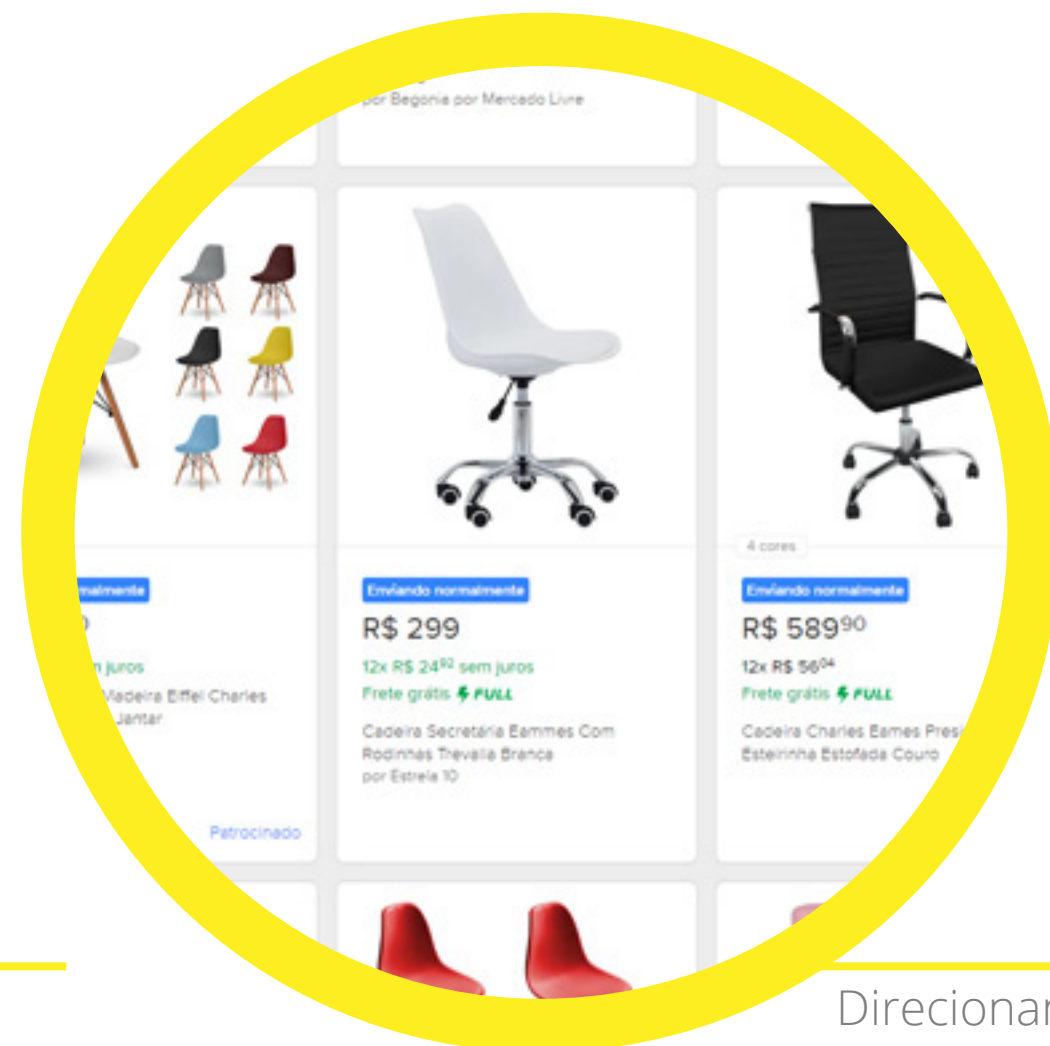 por Begonia por Mercado Livre
4 cores
malmente
juros
Madeira Eiffel Charles
Jantar
Patrocinado
Enviando normalmente
R$ 299
12x R$ 24⁹² sem juros
Frete grátis FULL
Cadeira Secretária Eammes Com
Rodinhas Trevalla Branca
por Estrela 10
Enviando normalmente
R$ 589⁹⁰
12x R$ 56⁰⁴
Frete grátis FULL
Cadeira Charles Eames Presi
Esteirinha Estofada Couro
Direcionar